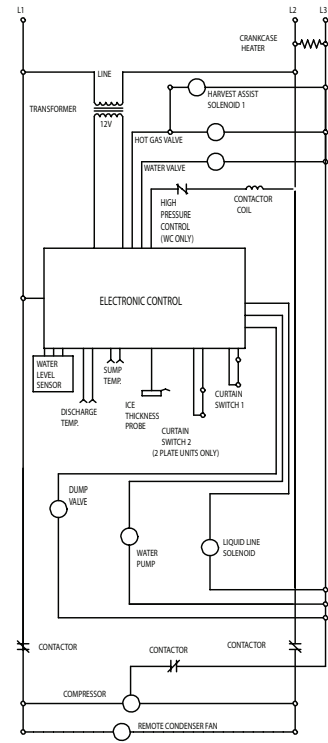 L1
L2
L3
CRANKCASE
HEATER
LINE
TRANSFORMER
12V
HARVEST ASSIST
SOLENOID 1
HOT GAS VALVE
WATER VALVE
HIGH
PRESSURE
CONTROL
(WC ONLY)
CONTACTOR
COIL
ELECTRONIC CONTROL
WATER
LEVEL
SENSOR
SUMP
TEMP.
DISCHARGE
TEMP.
ICE
THICKNESS
PROBE
CURTAIN
SWITCH 1
CURTAIN
SWITCH 2
(2 PLATE UNITS ONLY)
DUMP
VALVE
WATER
PUMP
LIQUID LINE
SOLENOID
CONTACTOR
CONTACTOR
CONTACTOR
COMPRESSOR
REMOTE CONDENSER FAN